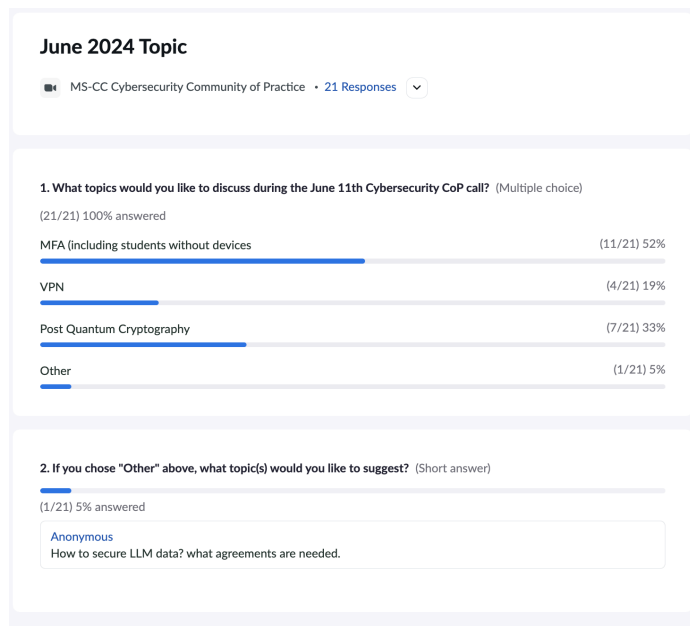 June 2024 Topic
MS-CC Cybersecurity Community of Practice • 21 Responses
1. What topics would you like to discuss during the June 11th Cybersecurity CoP call? (Multiple choice)
(21/21) 100% answered
MFA (including students without devices (11/21) 52%
VPN (4/21) 19%
Post Quantum Cryptography (7/21) 33%
Other (1/21) 5%
2. If you chose "Other" above, what topic(s) would you like to suggest? (Short answer)
(1/21) 5% answered
Anonymous
How to secure LLM data? what agreements are needed.